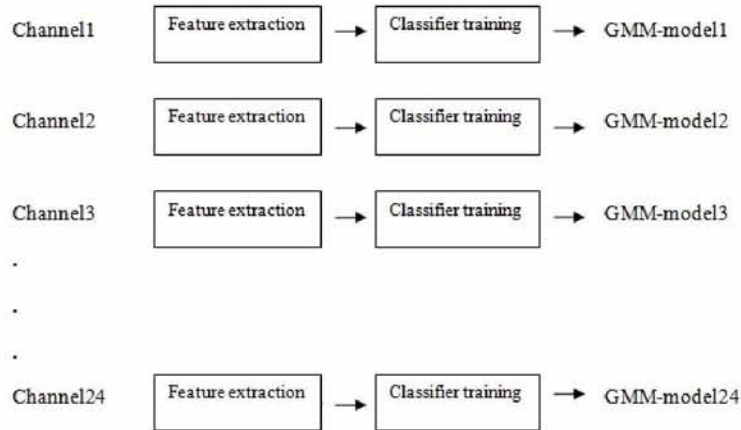 Channel1 Feature extraction Classifier training GMM-model1
Channel2 Feature extraction Classifier training GMM-model2
Channel3 Feature extraction Classifier training GMM-model3
.
.
.
Channel24 Feature extraction Classifier training GMM-model24